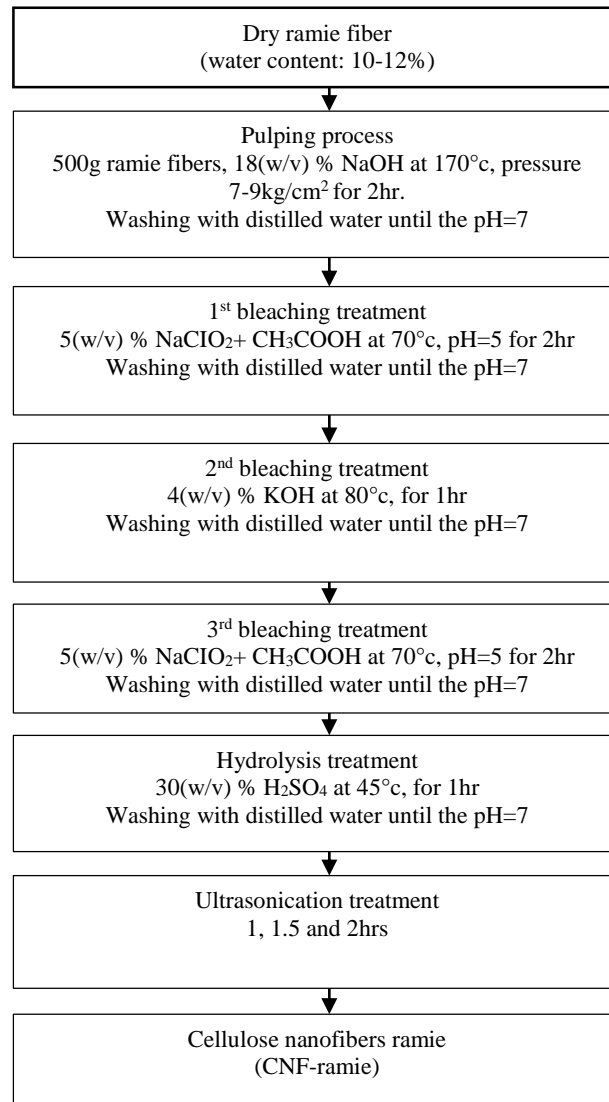 Dry ramie fiber
(water content: 10-12%)
Pulping process
500g ramie fibers, 18(w/v) % NaOH at 170°c, pressure
7-9kg/cm² for 2hr.
Washing with distilled water until the pH=7
1ˢᵗ bleaching treatment
5(w/v) % NaCIO₂+ CH₃COOH at 70°c, pH=5 for 2hr
Washing with distilled water until the pH=7
2ⁿᵈ bleaching treatment
4(w/v) % KOH at 80°c, for 1hr
Washing with distilled water until the pH=7
3ʳᵈ bleaching treatment
5(w/v) % NaCIO₂+ CH₃COOH at 70°c, pH=5 for 2hr
Washing with distilled water until the pH=7
Hydrolysis treatment
30(w/v) % H₂SO₄ at 45°c, for 1hr
Washing with distilled water until the pH=7
Ultrasonication treatment
1, 1.5 and 2hrs
Cellulose nanofibers ramie
(CNF-ramie)